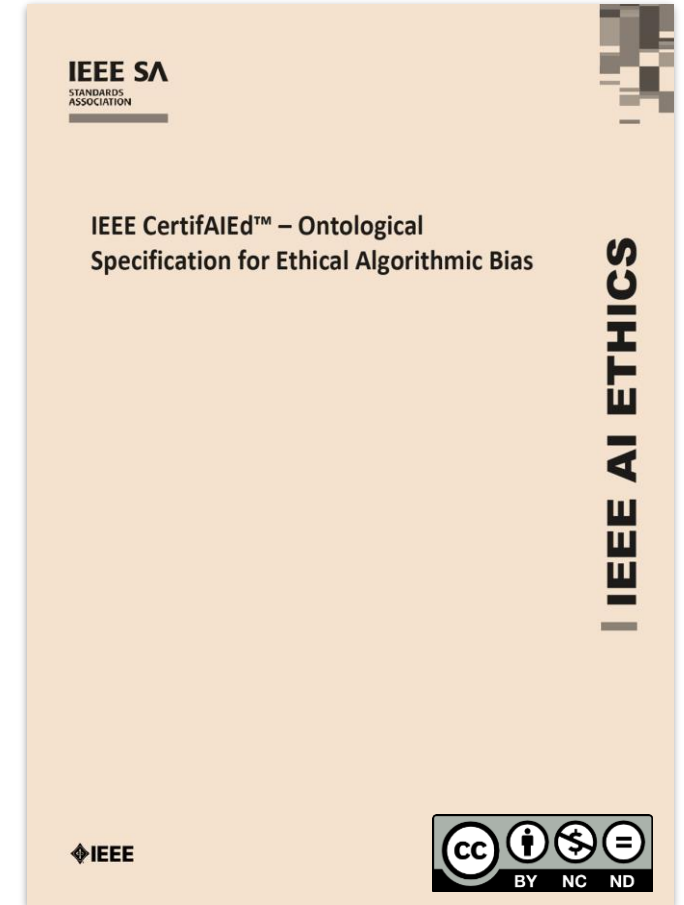 IEEE SA
STANDARDS
ASSOCIATION
IEEE CertifAIEd™ – Ontological
Specification for Ethical Algorithmic Bias
IEEE AI ETHICS
IEEE
CC
BY NC ND